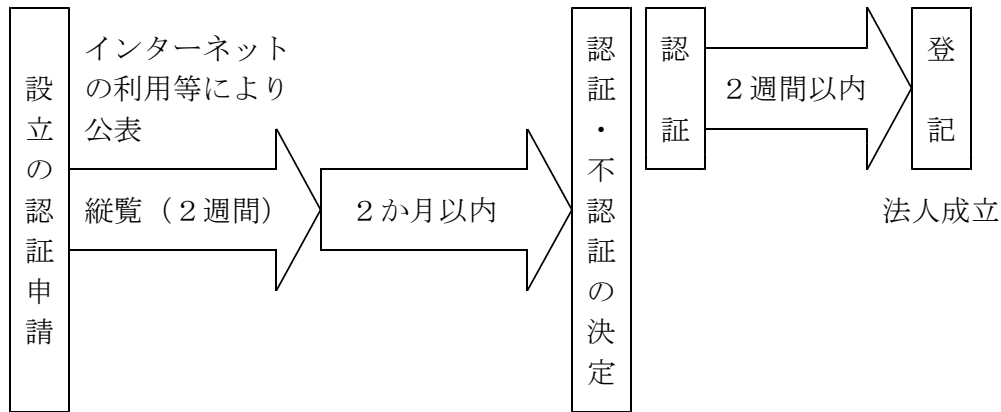 設立の認証申請
インターネット
の利用等により
公表
縦覧（２週間）
２か月以内
認証・不認証の決定
認証
２週間以内
登記
法人成立